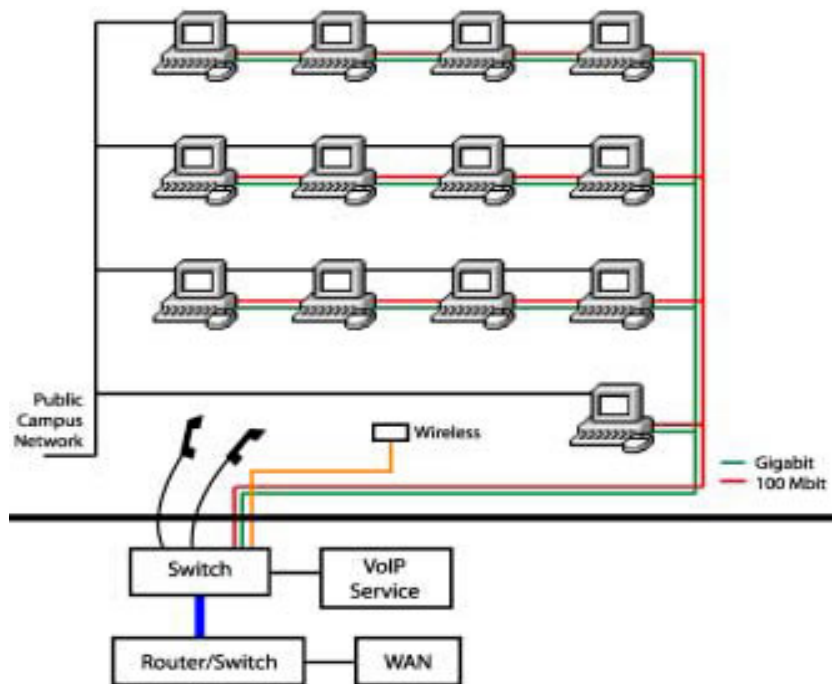 Public
Campus
Network
Wireless
Gigabit
100 Mbit
Switch
VoIP
Service
Router/Switch
WAN